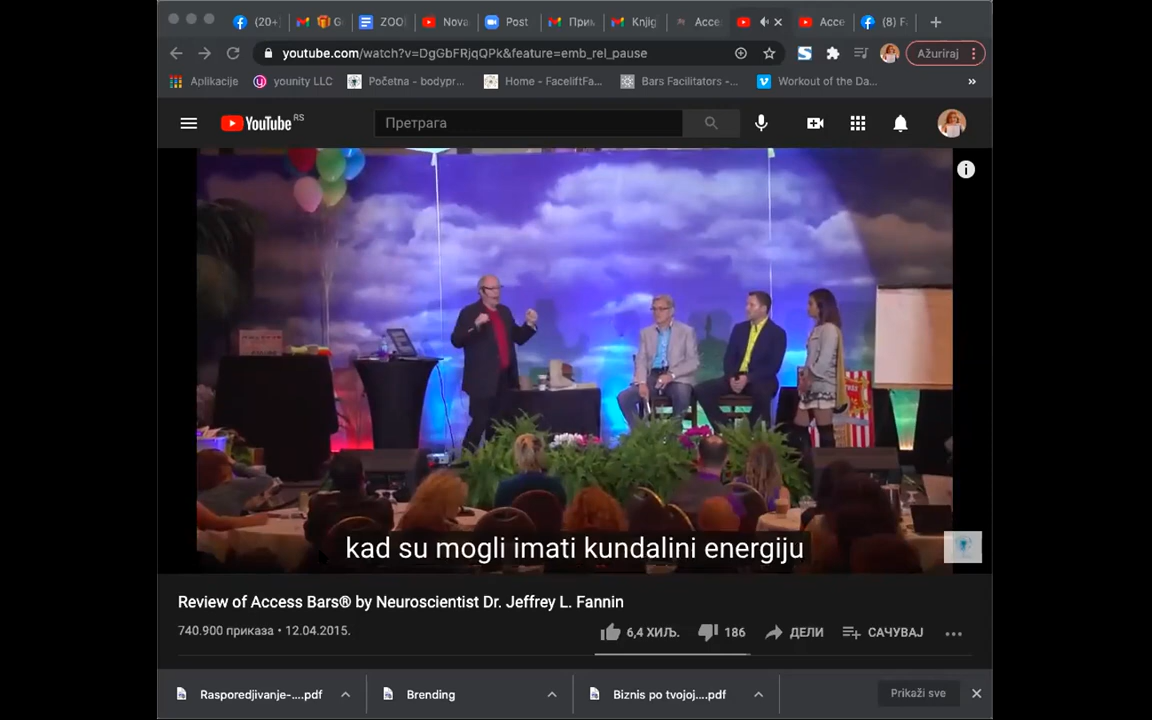 (20+
G
ZOO
Nova
Post
Прим
Knjig
Acce
Acce
(8) F
youtube.com/watch?v=DgGbFRjqQPk&feature=emb_rel_pause
Ažuriraj
Aplikacije
younity LLC
Početna - bodypr...
Home - FaceliftFa...
Bars Facilitators -...
Workout of the Da...
»
YouTube RS
Претрага
kad su mogli imati kundalini energiju
Review of Access Bars® by Neuroscientist Dr. Jeffrey L. Fannin
740.900 приказа • 12.04.2015.
6,4 ХИЉ.
186
ДЕЛИ
САЧУВАЈ
Rasporedjivanje-....pdf
Brending
Biznis po tvojoj....pdf
Prikaži sve